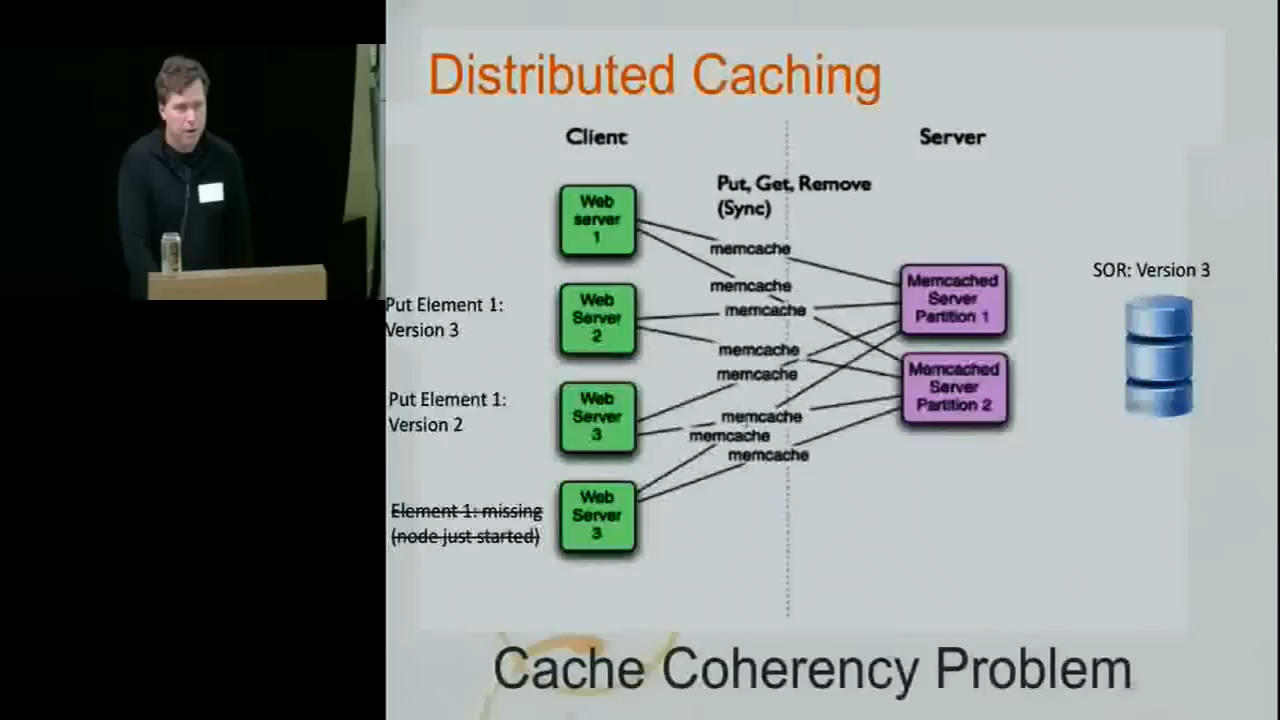 Distributed Caching
Client
Server
Put, Get, Remove
(Sync)
Web
server
1
memcache
memcache
SOR: Version 3
Memcached
Server
Partition 1
Put Element 1:
Version 3
Web
Server
2
memcache
memcache
memcache
Memcached
Server
Partition 2
Put Element 1:
Version 2
Web
Server
3
memcache
memcache
memcache
Element 1: missing
(node just started)
Web
Server
3
Cache Coherency Problem